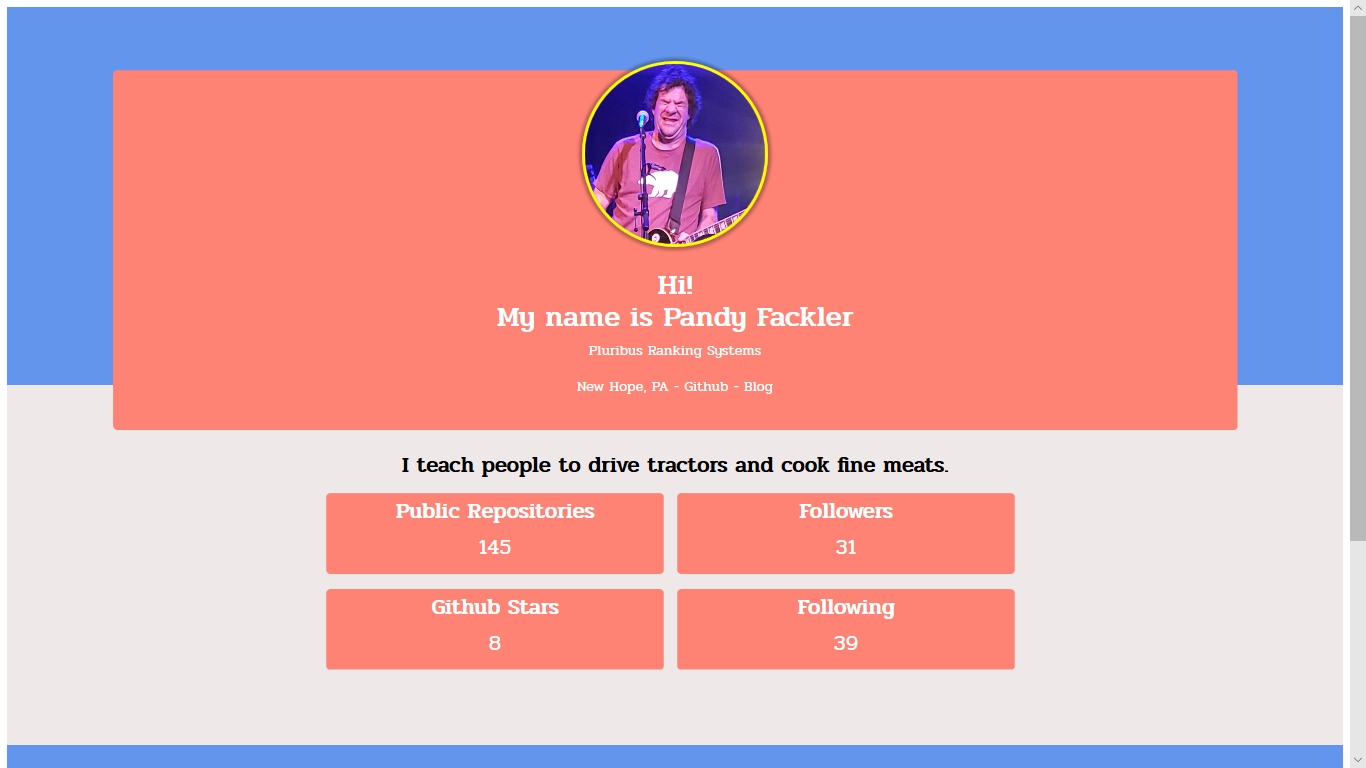 Hi!
My name is Pandy Fackler
Pluribus Ranking Systems
New Hope, PA - Github - Blog
I teach people to drive tractors and cook fine meats.
Public Repositories
145
Followers
31
Github Stars
8
Following
39